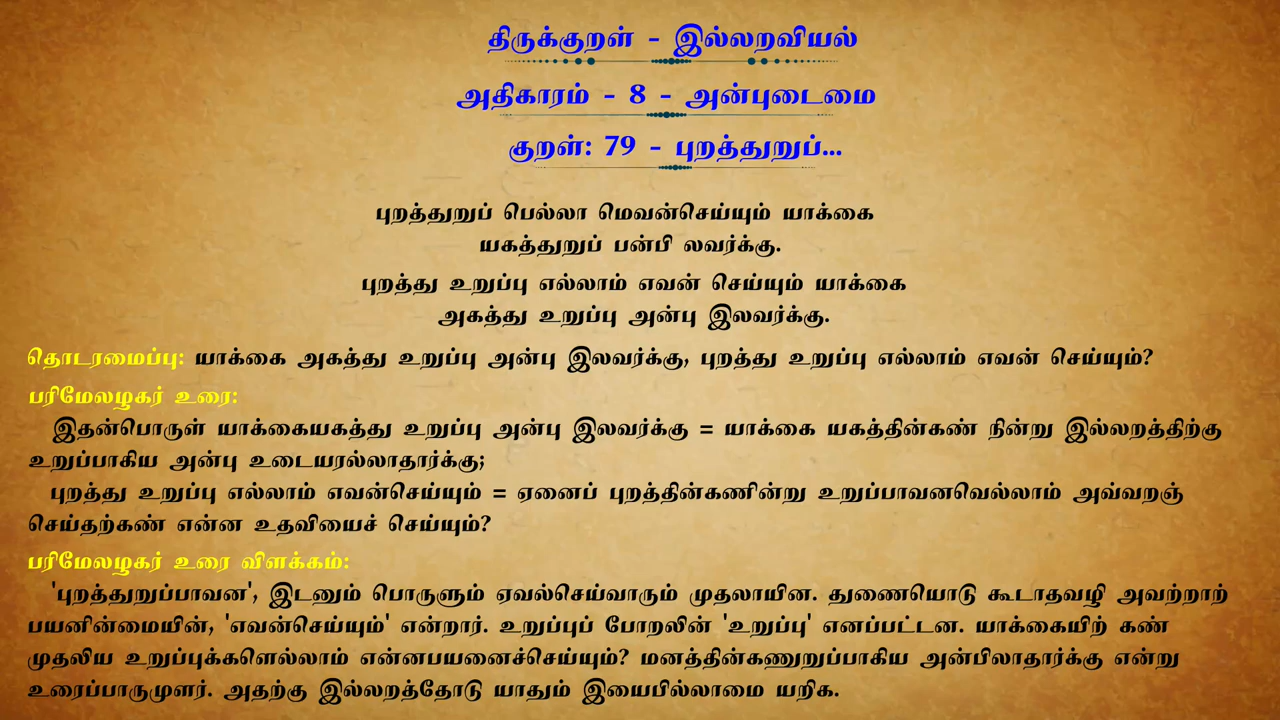 திருக்குறள் - இல்லறவியல்
அதிகாரம் - 8 - அன்புடைமை
குறள்: 79 - புறத்துறுப்...
புறத்துறுப் பெல்லா மெவன்செய்யும் யாக்கை
யகத்துறுப் பன்பி லவர்க்கு.
புறத்து உறுப்பு எல்லாம் எவன் செய்யும் யாக்கை
அகத்து உறுப்பு அன்பு இலவர்க்கு.
தொடரமைப்பு: யாக்கை அகத்து உறுப்பு அன்பு இலவர்க்கு, புறத்து உறுப்பு எல்லாம் எவன் செய்யும்?
பரிமேலழகர் உரை:
இதன்பொருள் யாக்கையகத்து உறுப்பு அன்பு இலவர்க்கு = யாக்கை யகத்தின்கண் நின்று இல்லறத்திற்கு
உறுப்பாகிய அன்பு உடையரல்லாதார்க்கு;
புறத்து உறுப்பு எல்லாம் எவன்செய்யும் = ஏனைப் புறத்தின்கணின்று உறுப்பாவனவெல்லாம் அவ்வறஞ்
செய்தற்கண் என்ன உதவியைச் செய்யும்?
பரிமேலழகர் உரை விளக்கம்:
'புறத்துறுப்பாவன', இடனும் பொருளும் ஏவல்செய்வாரும் முதலாயின. துணையொடு கூடாதவழி அவற்றாற்
பயனின்மையின், 'எவன்செய்யும்' என்றார். உறுப்புப் போறலின் 'உறுப்பு' எனப்பட்டன. யாக்கையிற் கண்
முதலிய உறுப்புக்களெல்லாம் என்னபயனைச்செய்யும்? மனத்தின்கணுறுப்பாகிய அன்பிலாதார்க்கு என்று
உரைப்பாருமுளர். அதற்கு இல்லறத்தோடு யாதும் இயைபில்லாமை யறிக.